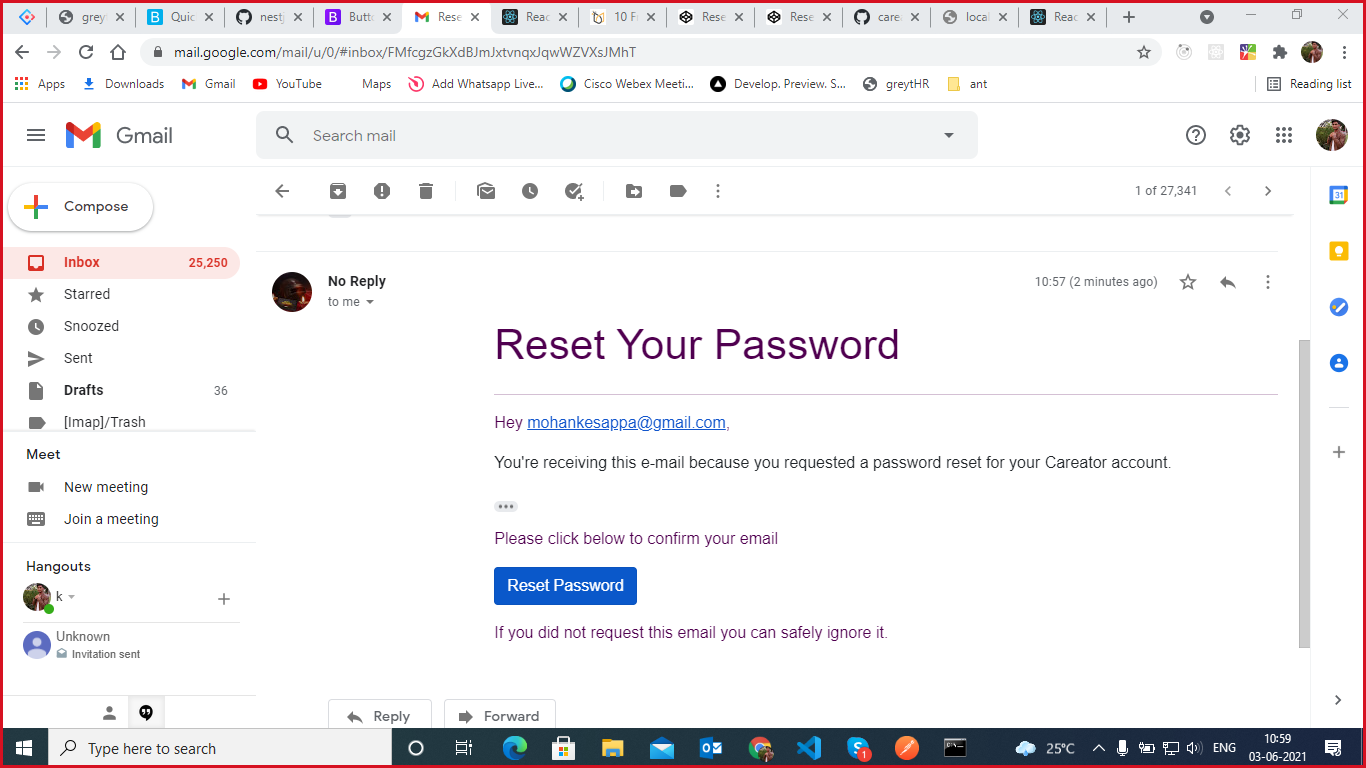 grey
Quic
nestj
Butto
Rese
Reac
10 F
Rese
Rese
carea
local
Reac
mail.google.com/mail/u/0/#inbox/FMfcgzGkXdBJmJxtvnqxJqwWZVXsJMhT
Apps
Downloads
Gmail
YouTube
Maps
Add Whatsapp Live...
Cisco Webex Meeti...
Develop. Preview. S...
greytHR
ant
Reading list
Gmail
Search mail
Compose
1 of 27,341
31
Inbox 25,250
Starred
Snoozed
Sent
Drafts 36
[Imap]/Trash
Meet
New meeting
Join a meeting
Hangouts
k
Unknown
Invitation sent
No Reply
to me
10:57 (2 minutes ago)
Reset Your Password
Hey mohankesappa@gmail.com,
You're receiving this e-mail because you requested a password reset for your Careator account.
Please click below to confirm your email
Reset Password
If you did not request this email you can safely ignore it.
Reply
Forward
Type here to search
1
25°C
ENG
10:59
03-06-2021